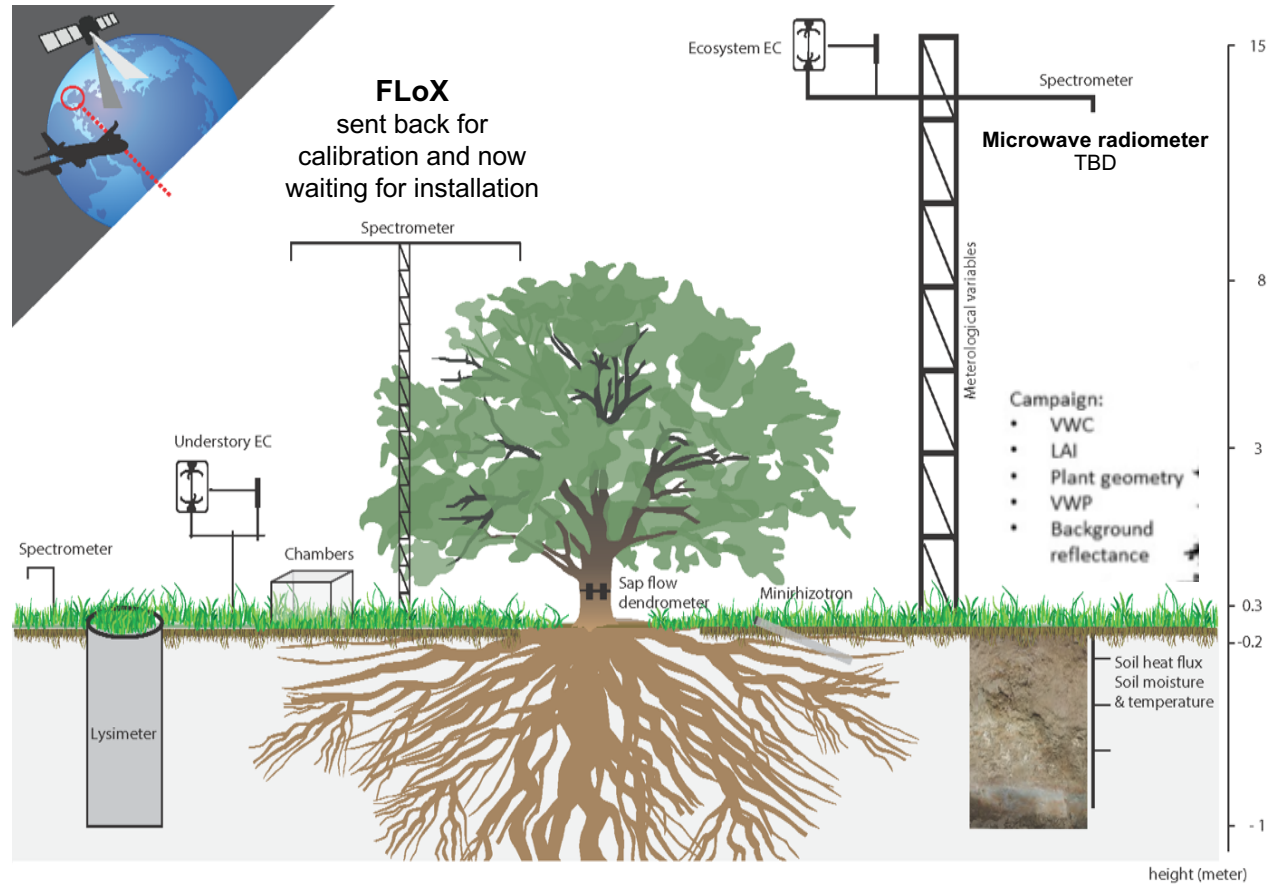 FLoX
sent back for
calibration and now
waiting for installation
Spectrometer
Ecosystem EC
Spectrometer
Microwave radiometer
TBD
Meterological variables
15
8
3
0.3
-0.2
- 1
height (meter)
Campaign:
• VWC
• LAI
• Plant geometry
• VWP
• Background
reflectance
Understory EC
Spectrometer
Chambers
Sap flow
dendrometer
Minirhizotron
Lysimeter
Soil heat flux
Soil moisture
& temperature